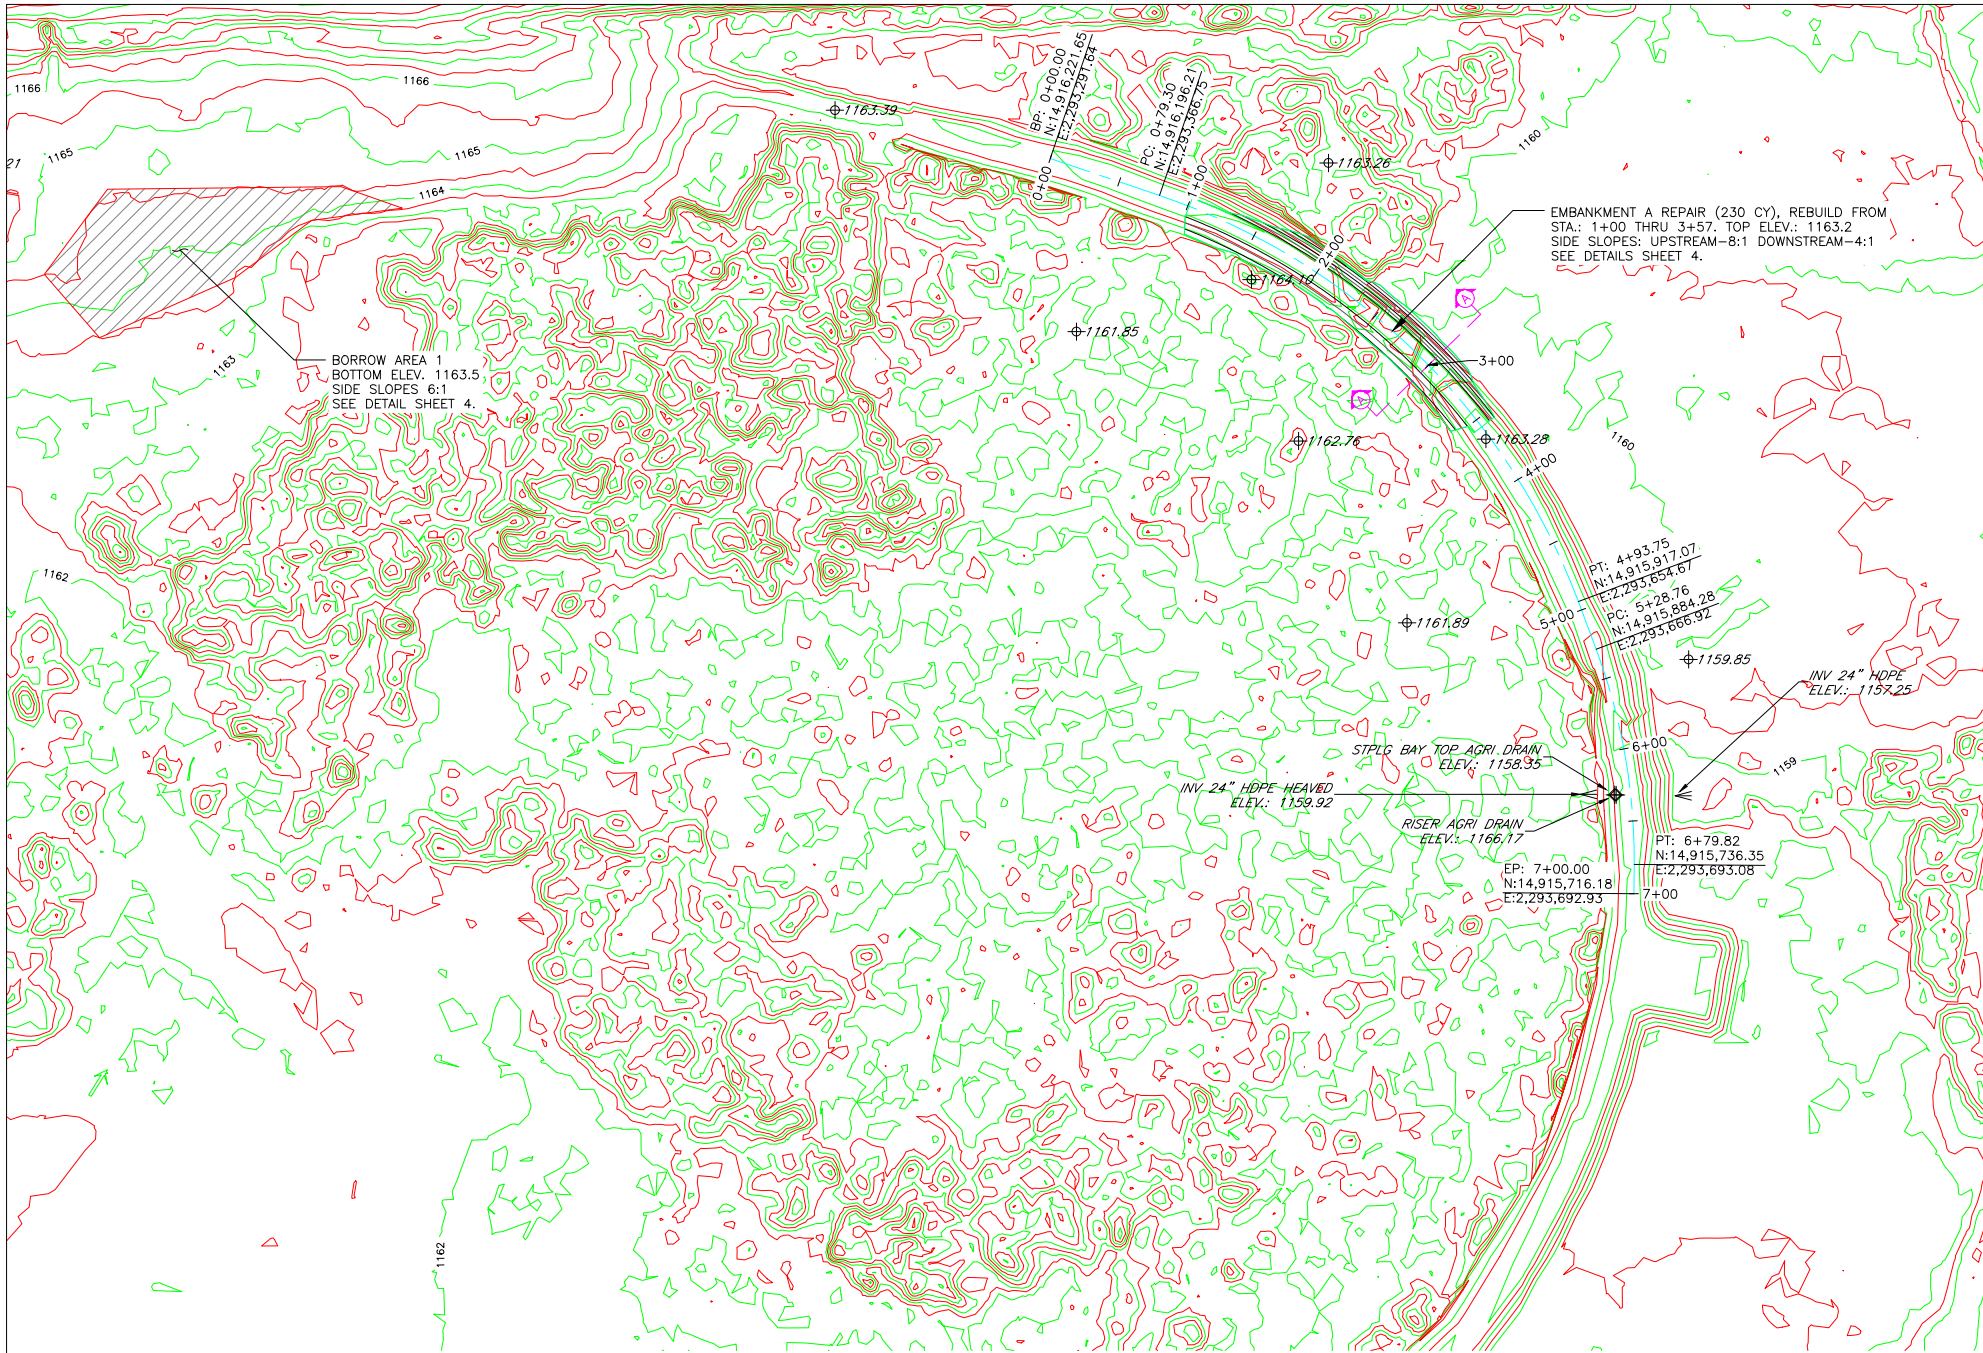 1166
1166
1165
1165
1164
21
1163
1163.39
BP: 0+00.00
N:14,916,221.65
E:2,293,291.64
0+00
PC: 0+79.30
N:14,916,196.21
E:2,293,366.75
1+00
1163.26
1160
2+00
1164.10
EMBANKMENT A REPAIR (230 CY), REBUILD FROM
STA.: 1+00 THRU 3+57. TOP ELEV.: 1163.2
SIDE SLOPES: UPSTREAM-8:1 DOWNSTREAM-4:1
SEE DETAILS SHEET 4.
A
1161.85
BORROW AREA 1
BOTTOM ELEV. 1163.5
SIDE SLOPES 6:1
SEE DETAIL SHEET 4.
3+00
A
1162.76
1163.28
1160
4+00
1162
PT: 4+93.75
N:14,915,917.07
E:2,293,654.67
5+00
PC: 5+28.76
N:14,915,884.28
E:2,293,666.92
1161.89
1159.85
INV 24" HDPE
ELEV.: 1157.25
6+00
STPLG BAY TOP AGRI DRAIN
ELEV.: 1158.35
1159
INV 24" HDPE HEAVED
ELEV.: 1159.92
RISER AGRI DRAIN
ELEV.: 1166.17
PT: 6+79.82
N:14,915,736.35
E:2,293,693.08
EP: 7+00.00
N:14,915,716.18
E:2,293,692.93
7+00
1162